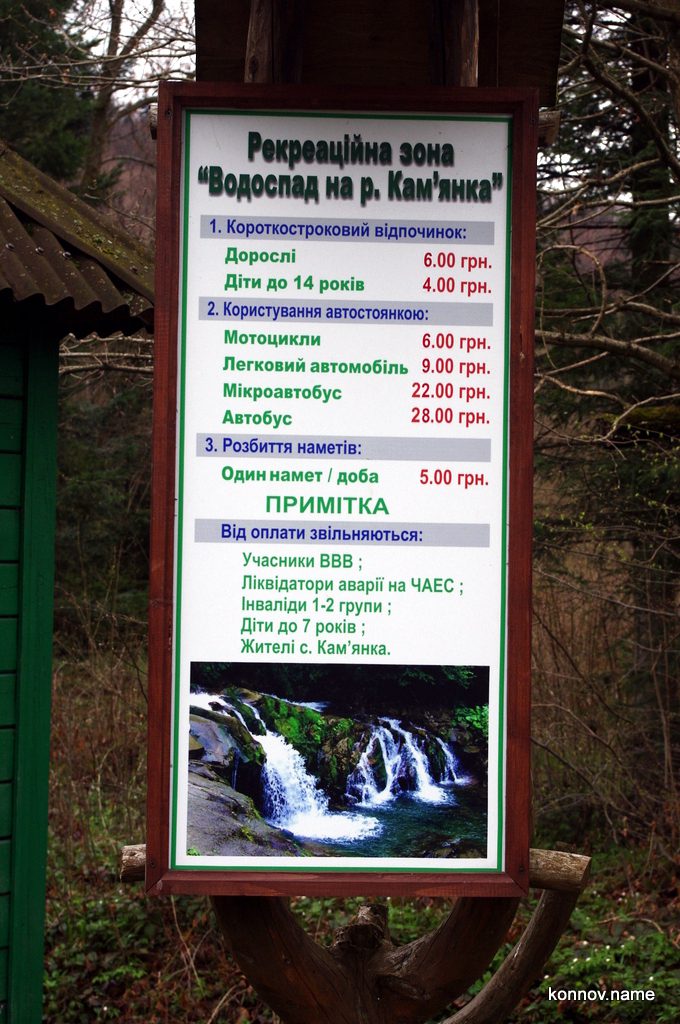 Рекреаційна зона
“Водоспад на р. Кам'янка”
1. Короткостроковий відпочинок:
Дорослі 6.00 грн.
Діти до 14 років 4.00 грн.
2. Користування автостоянкою:
Мотоцикли 6.00 грн.
Легковий автомобіль 9.00 грн.
Мікроавтобус 22.00 грн.
Автобус 28.00 грн.
3. Розбиття наметів:
Один намет / доба 5.00 грн.
ПРИМІТКА
Від оплати звільняються:
Учасники ВВВ ;
Ліквідатори аварії на ЧАЕС ;
Інваліди 1-2 групи ;
Діти до 7 років ;
Жителі с. Кам’янка.
konnov.name